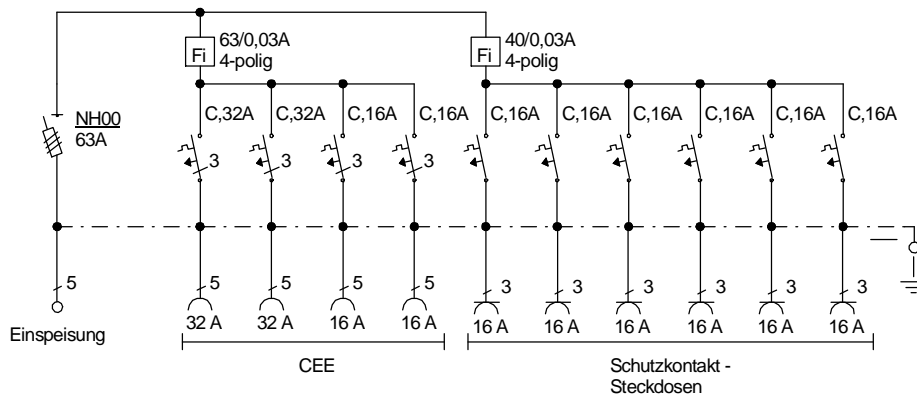 63/0,03A
Fi 4-polig
40/0,03A
Fi 4-polig
NH00
63A
C,32A C,32A C,16A C,16A C,16A C,16A C,16A C,16A C,16A C,16A
3 3 3 3
5 5 5 5 5 3 3 3 3 3 3
32 A 32 A 16 A 16 A 16 A 16 A 16 A 16 A 16 A 16 A
Einspeisung
CEE
Schutzkontakt -
Steckdosen